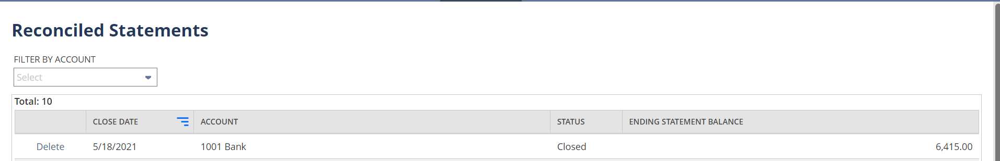 Reconciled Statements
FILTER BY ACCOUNT
Select
Total: 10
CLOSE DATE ACCOUNT STATUS ENDING STATEMENT BALANCE
Delete 5/18/2021 1001 Bank Closed 6,415.00